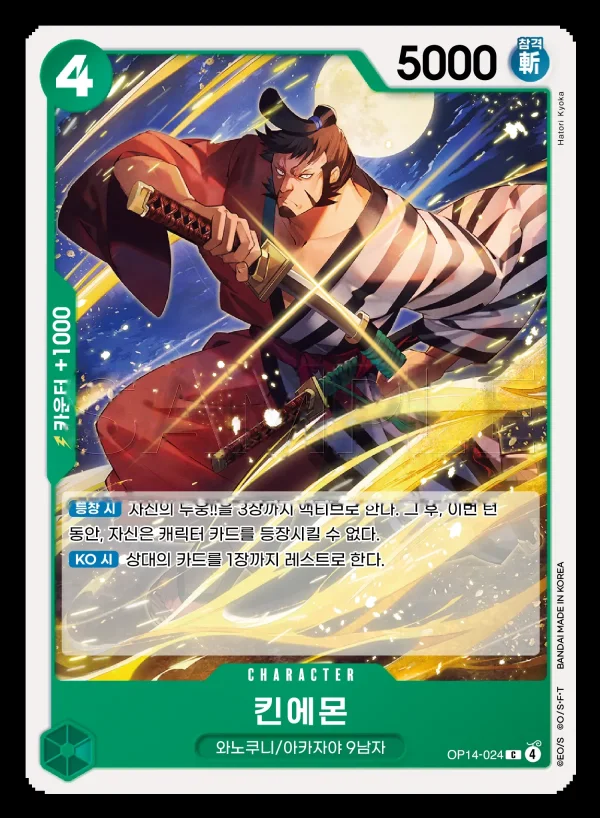 4
5000
참격
斬
Hatori Kyoka
카운터 +1000
SAMPLE
등장 시 자신의 두웅!!을 3장까지 액티브로 한다. 그 후, 이번 턴
동안, 자신은 캐릭터 카드를 등장시킬 수 없다.
KO 시 상대의 카드를 1장까지 레스트로 한다.
CHARACTER
킨에몬
와노쿠니/아카자야 9남자
OP14-024 C 4
©EO/S ©O/S·F·T BANDAI MADE IN KOREA